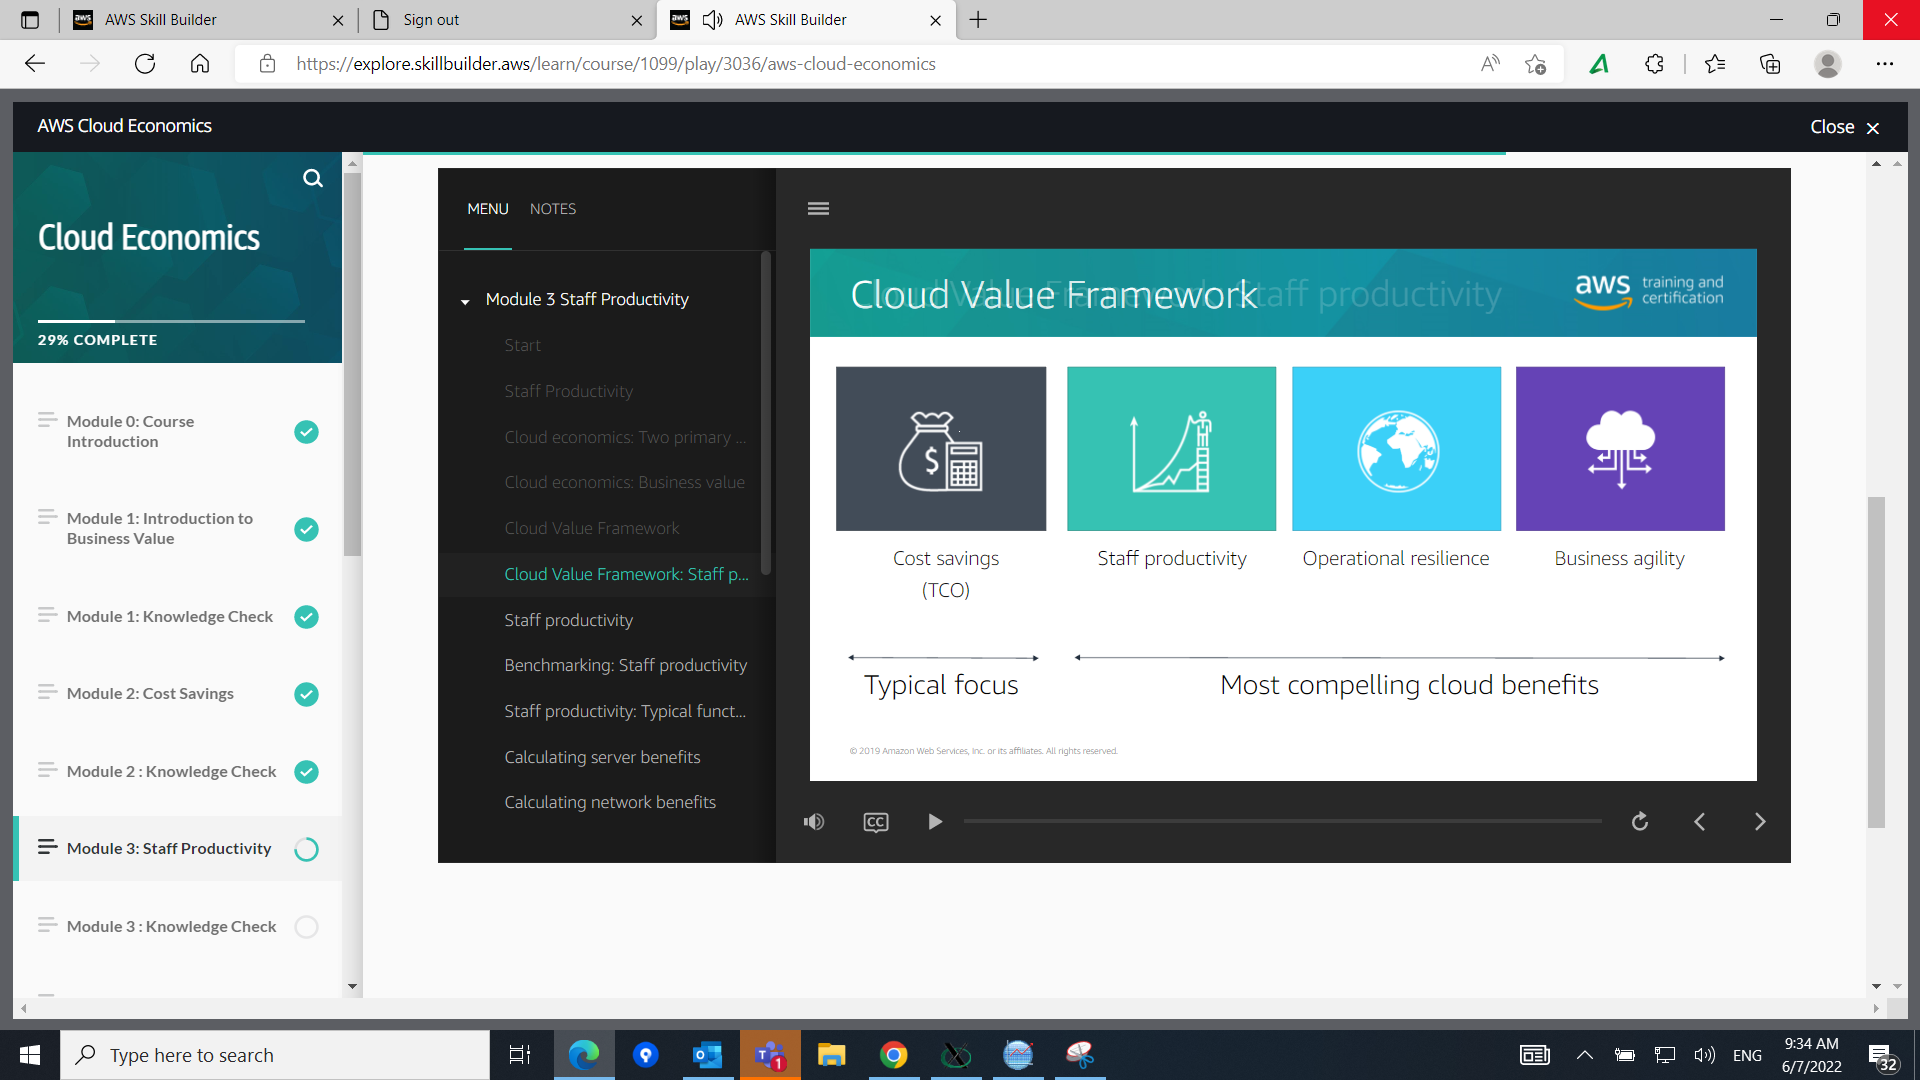 AWS Skill Builder
Sign out
AWS Skill Builder
https://explore.skillbuilder.aws/learn/course/1099/play/3036/aws-cloud-economics
AWS Cloud Economics
Close
Cloud Economics
29% COMPLETE
Module 0: Course
Introduction
Module 1: Introduction to
Business Value
Module 1: Knowledge Check
Module 2: Cost Savings
Module 2 : Knowledge Check
Module 3: Staff Productivity
Module 3 : Knowledge Check
MENU
NOTES
Module 3 Staff Productivity
Start
Staff Productivity
Cloud economics: Two primary ...
Cloud economics: Business value
Cloud Value Framework
Cloud Value Framework: Staff p...
Staff productivity
Benchmarking: Staff productivity
Staff productivity: Typical funct...
Calculating server benefits
Calculating network benefits
Cloud Value Framework
Cloud Value Framework: Staff productivity
aws training and
certification
$
Cost savings
(TCO)
Staff productivity
Operational resilience
Business agility
Typical focus
Most compelling cloud benefits
© 2019 Amazon Web Services, Inc. or its affiliates. All rights reserved.
CC
Type here to search
1
ENG
9:34 AM
6/7/2022
32